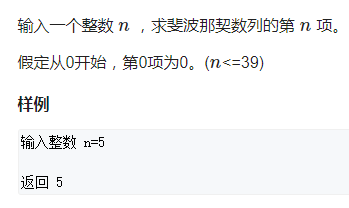 输入一个整数 n ，求斐波那契数列的第 n 项。
假定从0开始，第0项为0。(n<=39)
样例
输入整数 n=5
返回 5